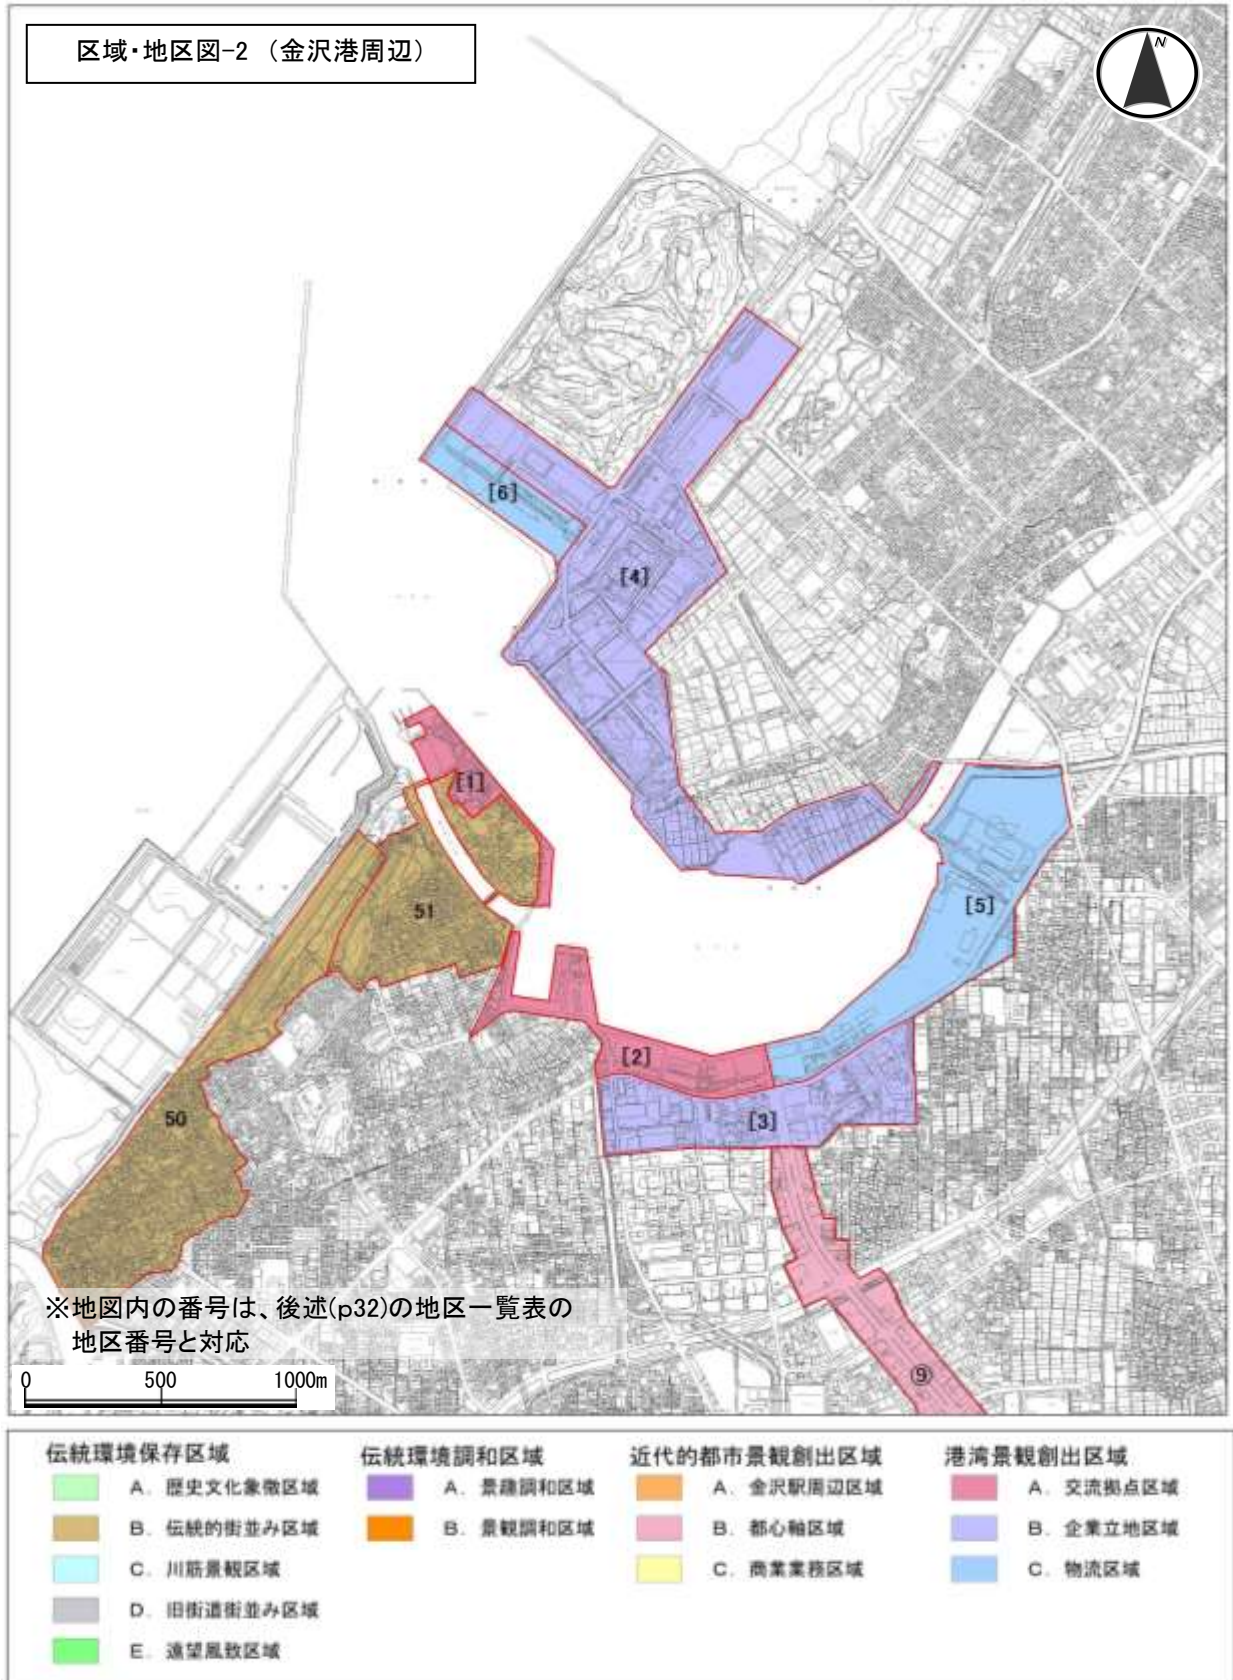 区域・地区図-2 (金沢港周辺)
N
[6]
[4]
[1]
51
[5]
[2]
50
[3]
⑨
※地図内の番号は、後述(p32)の地区一覧表の
地区番号と対応
0 500 1000m
伝統環境保存区域
A. 歴史文化象徴区域
B. 伝統的街並み区域
C. 川筋景観区域
D. 旧街道街並み区域
E. 遠望風致区域
伝統環境調和区域
A. 景趣調和区域
B. 景観調和区域
近代的都市景観創出区域
A. 金沢駅周辺区域
B. 都心軸区域
C. 商業業務区域
港湾景観創出区域
A. 交流拠点区域
B. 企業立地区域
C. 物流区域